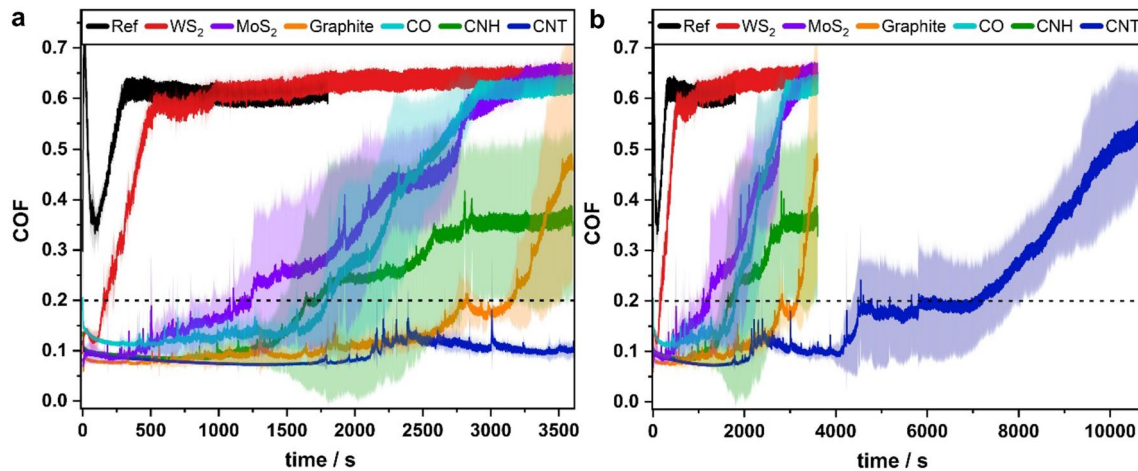 a
Ref WS₂ MoS₂ Graphite CO CNH CNT
0.7
0.6
0.5
0.4
0.3
0.2
0.1
0.0
COF
0 500 1000 1500 2000 2500 3000 3500
time / s
b
Ref WS₂ MoS₂ Graphite CO CNH CNT
0.7
0.6
0.5
0.4
0.3
0.2
0.1
0.0
COF
0 2000 4000 6000 8000 10000
time / s